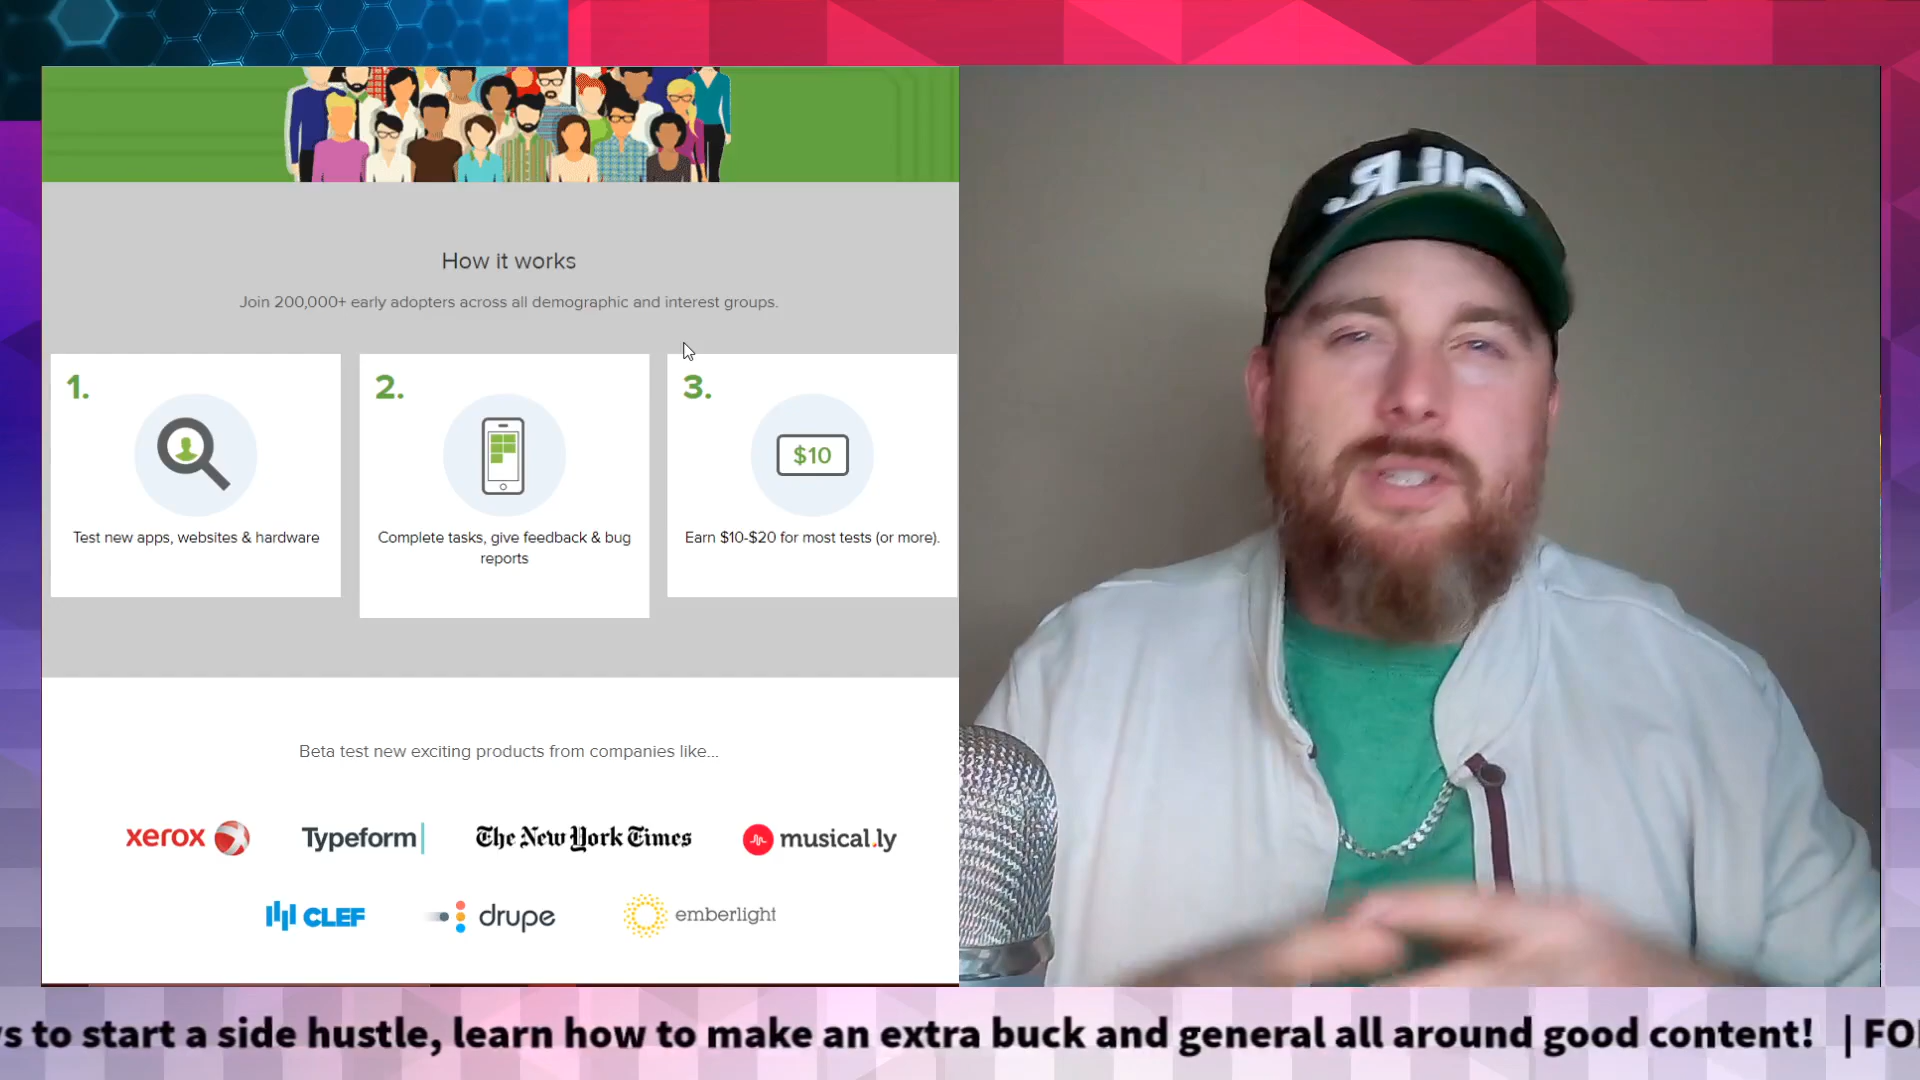 How it works
Join 200,000+ early adopters across all demographic and interest groups.
1.
Test new apps, websites & hardware
2.
Complete tasks, give feedback & bug
reports
3.
$10
Earn $10-$20 for most tests (or more).
Beta test new exciting products from companies like...
xerox
Typeform
The New York Times
musical.ly
CLEF
drupe
emberlight
s to start a side hustle, learn how to make an extra buck and general all around good content! | FO